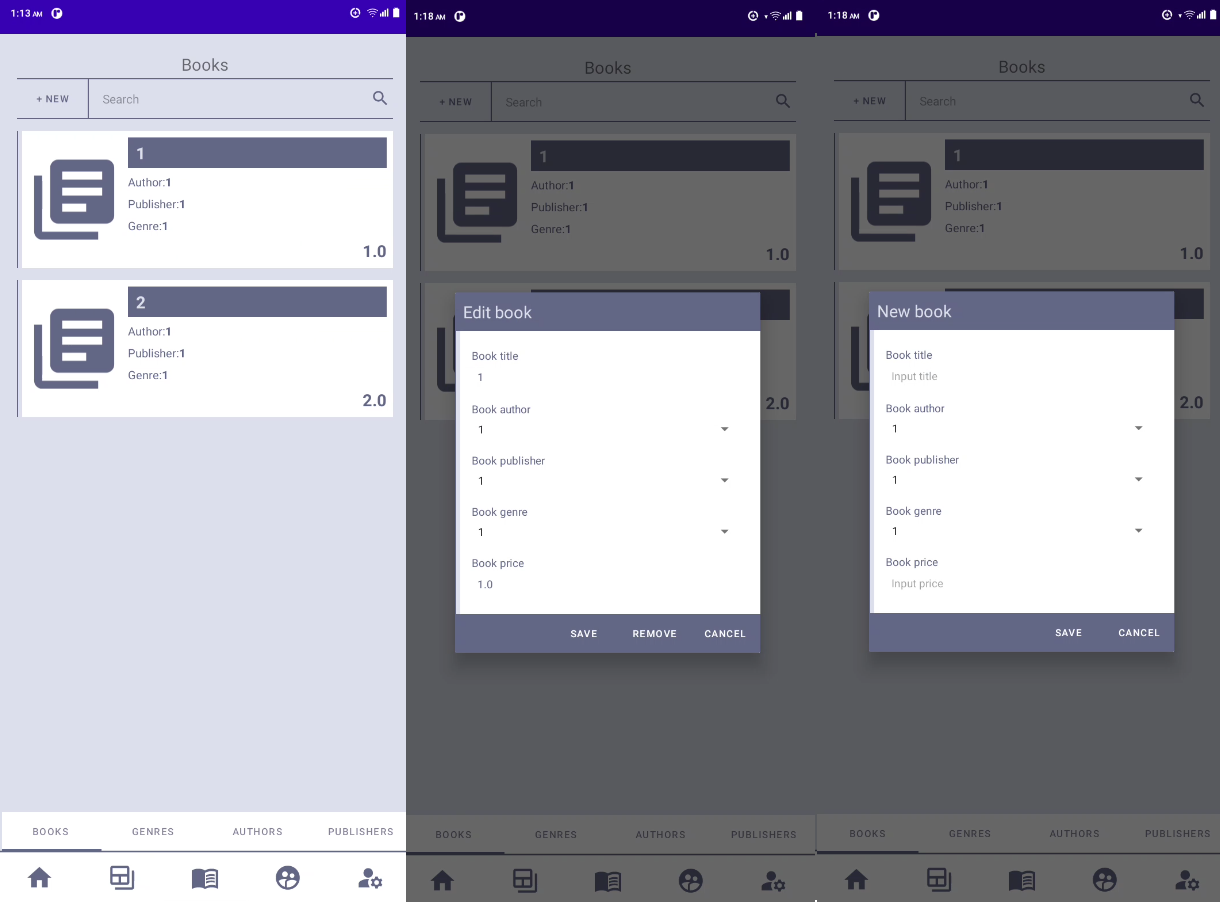 1:13 AM
Books
+ NEW
Search
1
Author:1
Publisher:1
Genre:1
1.0
2
Author:1
Publisher:1
Genre:1
2.0
BOOKS GENRES AUTHORS PUBLISHERS
1:18 AM
Books
+ NEW
Search
1
Author:1
Publisher:1
Genre:1
1.0
2.0
Edit book
Book title
1
Book author
1
Book publisher
1
Book genre
1
Book price
1.0
SAVE REMOVE CANCEL
BOOKS GENRES AUTHORS PUBLISHERS
1:18 AM
Books
+ NEW
Search
1
Author:1
Publisher:1
Genre:1
1.0
2.0
New book
Book title
Input title
Book author
1
Book publisher
1
Book genre
1
Book price
Input price
SAVE CANCEL
BOOKS GENRES AUTHORS PUBLISHERS